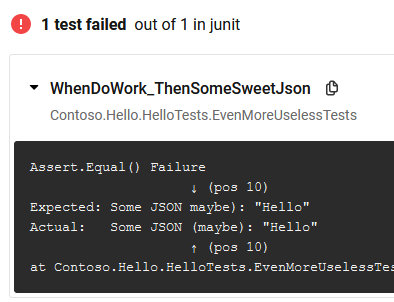 1 test failed out of 1 in junit
WhenDoWork_ThenSomeSweetJson
Contoso.Hello.HelloTests.EvenMoreUselessTests
Assert.Equal() Failure
↓ (pos 10)
Expected: Some JSON maybe): "Hello"
Actual:   Some JSON (maybe): "Hello"
↑ (pos 10)
at Contoso.Hello.HelloTests.EvenMoreUselessTes